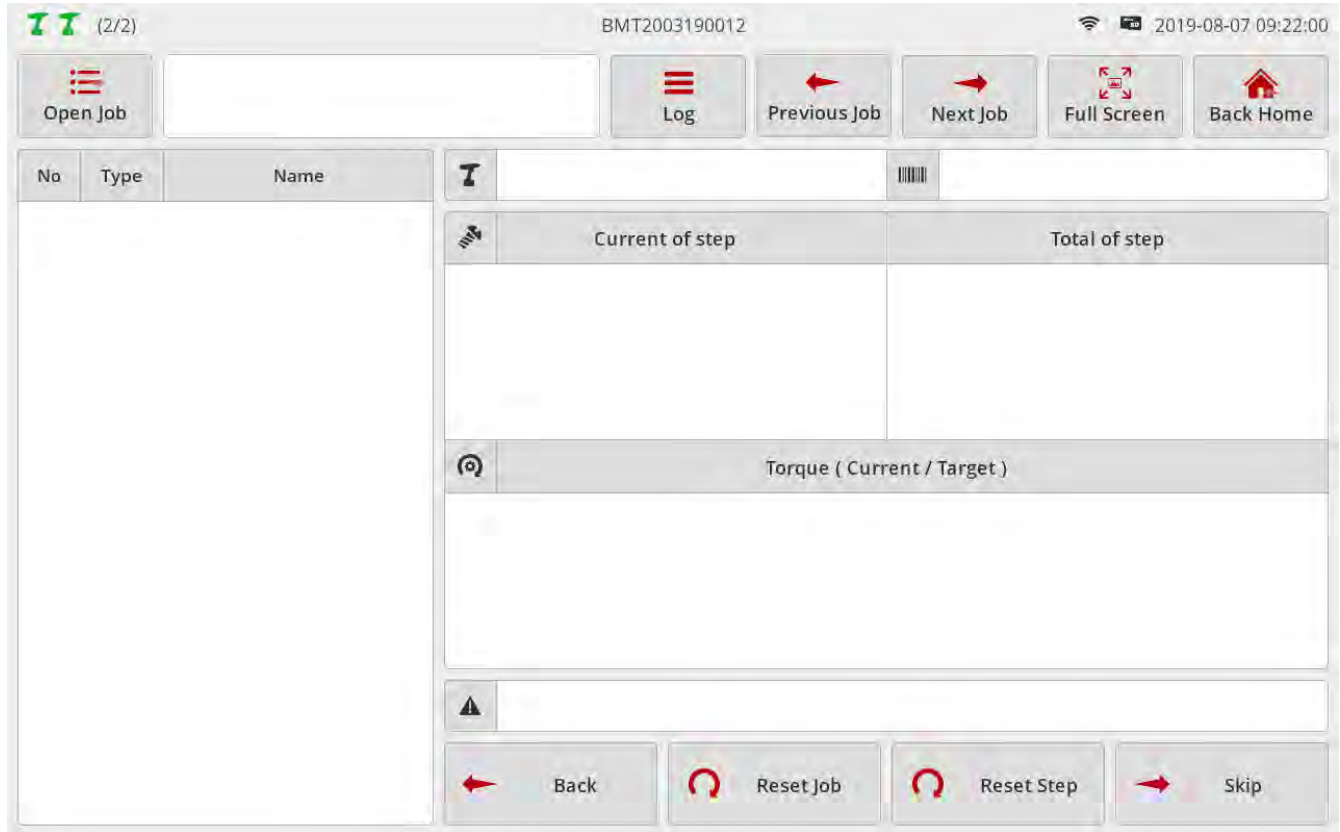 (2/2) BMT2003190012 2019-08-07 09:22:00
Open Job Log Previous Job Next Job Full Screen Back Home
No Type Name
Current of step Total of step
Torque ( Current / Target )
Back Reset Job Reset Step Skip